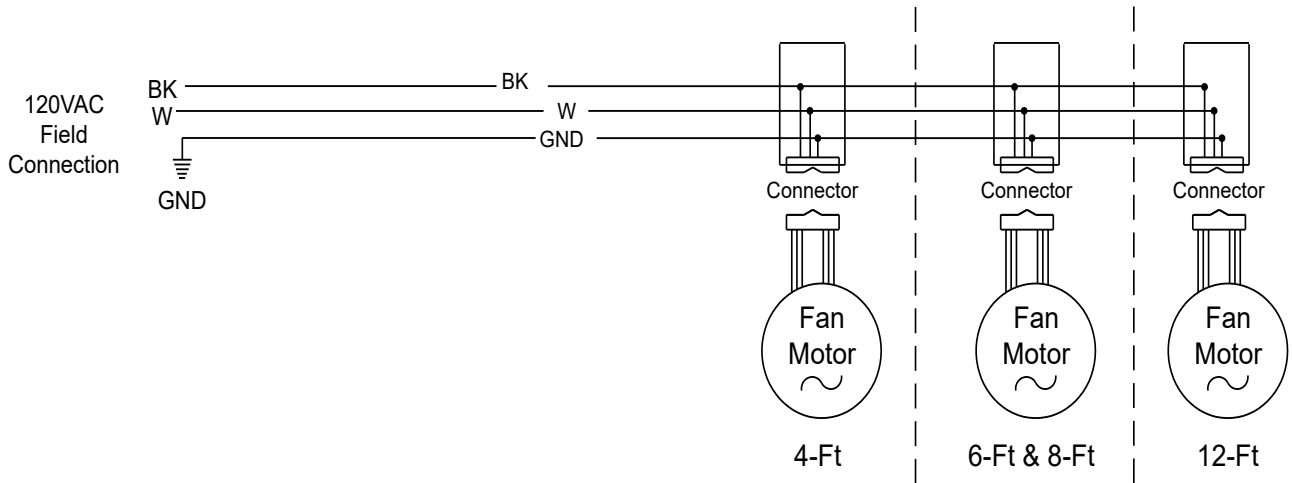 120VAC
Field
Connection
BK
W
GND
BK
W
GND
Connector
Connector
Connector
Fan
Motor
Fan
Motor
Fan
Motor
4-Ft
6-Ft & 8-Ft
12-Ft